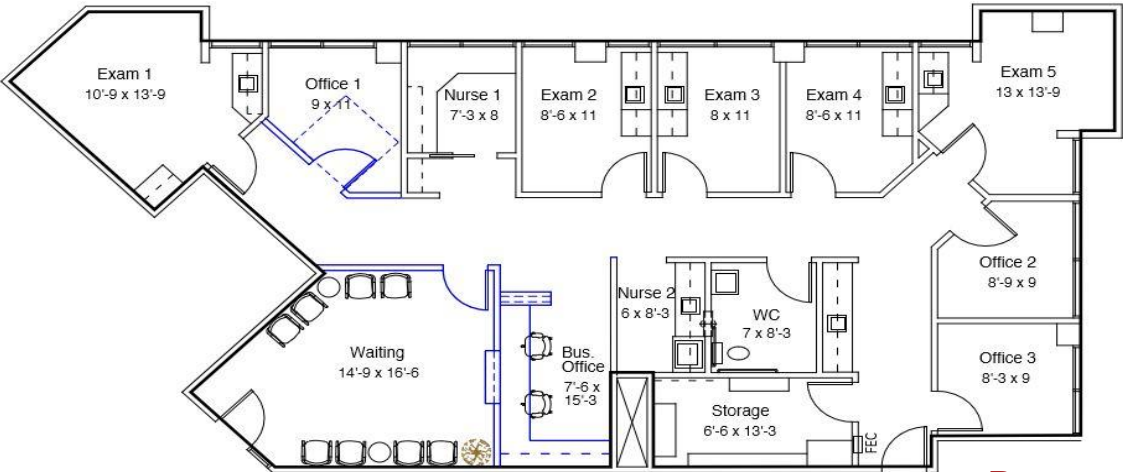 Exam 1
10'-9 x 13'-9
Office 1
9 x 11
Nurse 1
7'-3 x 8
Exam 2
8'-6 x 11
Exam 3
8 x 11
Exam 4
8'-6 x 11
Exam 5
13 x 13'-9
Office 2
8'-9 x 9
Nurse 2
6 x 8'-3
WC
7 x 8'-3
Waiting
14'-9 x 16'-6
Bus.
Office
7'-6 x
15'-3
Office 3
8'-3 x 9
Storage
6'-6 x 13'-3
FEC